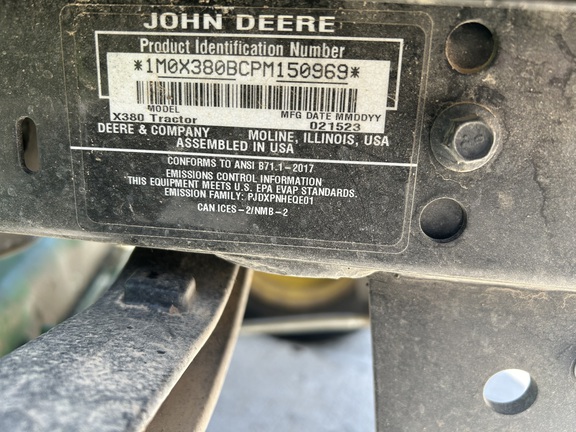 JOHN DEERE
Product Identification Number
*1M0X380BCPM150969*
MODEL
X380 Tractor
MFG DATE MMDDYY
021523
DEERE & COMPANY MOLINE, ILLINOIS, USA
ASSEMBLED IN USA
CONFORMS TO ANSI B71.1-2017
EMISSIONS CONTROL INFORMATION
THIS EQUIPMENT MEETS U.S. EPA EVAP STANDARDS.
EMISSION FAMILY: PJDXPNHEQE01
CAN ICES-2/NMB-2